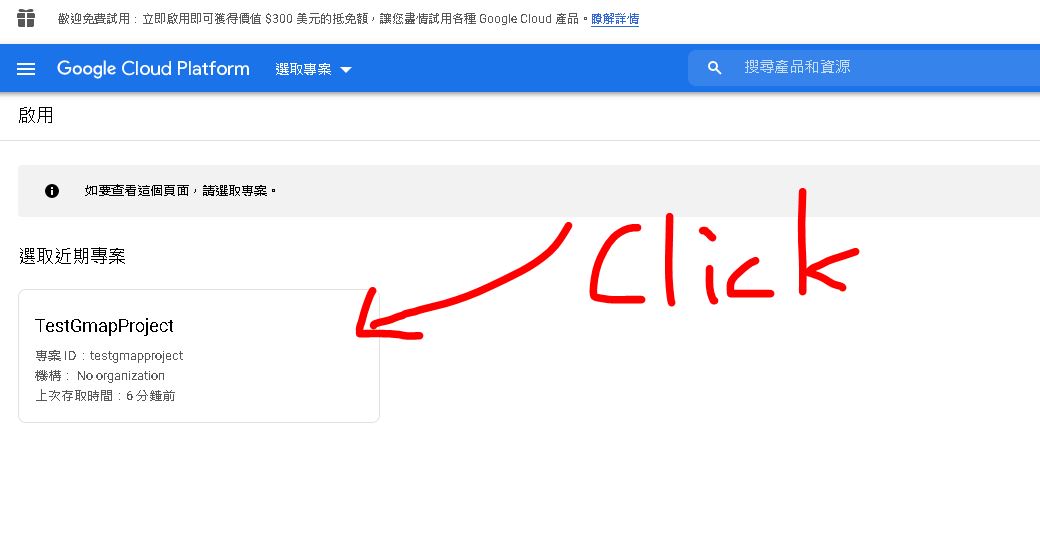 歡迎免費試用：立即啟用即可獲得價值 $300 美元的抵免額，讓您盡情試用各種 Google Cloud 產品。瞭解詳情
Google Cloud Platform 選取專案 搜尋產品和資源
啟用
如要查看這個頁面，請選取專案。
選取近期專案
Click
TestGmapProject
專案 ID：testgmapproject
機構： No organization
上次存取時間：6 分鐘前